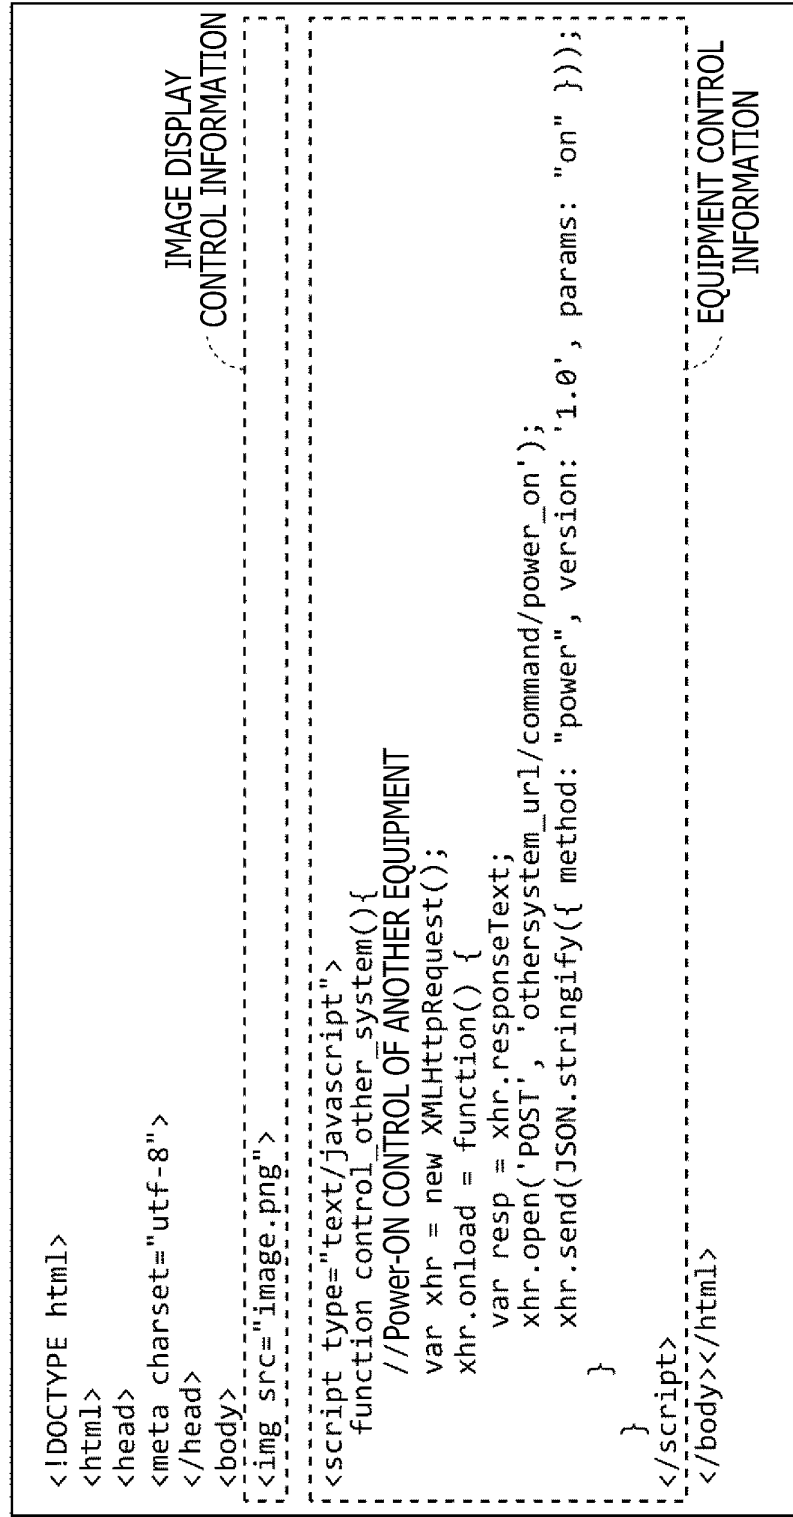 <!DOCTYPE html>
<html>
<head>
<meta charset="utf-8">
</head>
<body>
IMAGE DISPLAY
CONTROL INFORMATION
<img src="image.png">
<script type="text/javascript">
function control_other_system(){
//Power-ON CONTROL OF ANOTHER EQUIPMENT
var xhr = new XMLHttpRequest();
xhr.onload = function() {
var resp = xhr.responseText;
xhr.open('POST', 'othersystem_url/command/power_on');
xhr.send(JSON.stringify({ method: "power", version: '1.0', params: "on" }));
}
}
</script>
</body></html>
EQUIPMENT CONTROL
INFORMATION